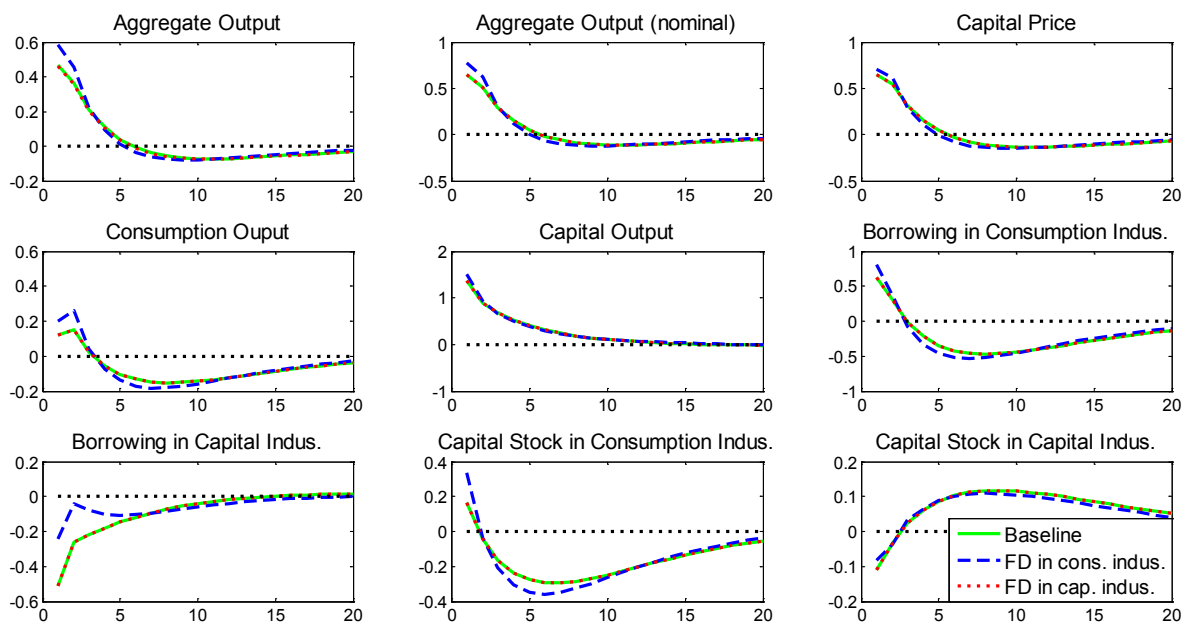 Aggregate Output
Aggregate Output (nominal)
Capital Price
0.6
0.4
0.2
0
-0.2
0 5 10 15 20
1
0.5
0
-0.5
0 5 10 15 20
1
0.5
0
-0.5
0 5 10 15 20
Consumption Ouput
Capital Output
Borrowing in Consumption Indus.
0.6
0.4
0.2
0
-0.2
0 5 10 15 20
2
1
0
-1
0 5 10 15 20
1
0.5
0
-0.5
-1
0 5 10 15 20
Borrowing in Capital Indus.
Capital Stock in Consumption Indus.
Capital Stock in Capital Indus.
0.2
0
-0.2
-0.4
-0.6
0 5 10 15 20
0.4
0.2
0
-0.2
-0.4
0 5 10 15 20
0.2
0.1
0
-0.1
-0.2
0 5 10 15 20
Baseline
FD in cons. indus.
FD in cap. indus.